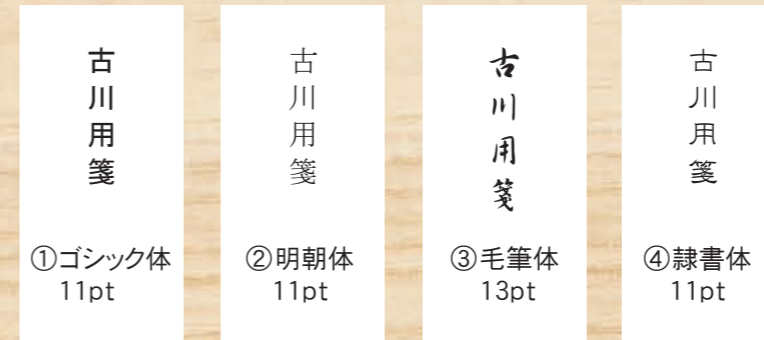 古川用箋
①ゴシック体
11pt
古川用箋
②明朝体
11pt
古川用箋
③毛筆体
13pt
古川用箋
④隷書体
11pt